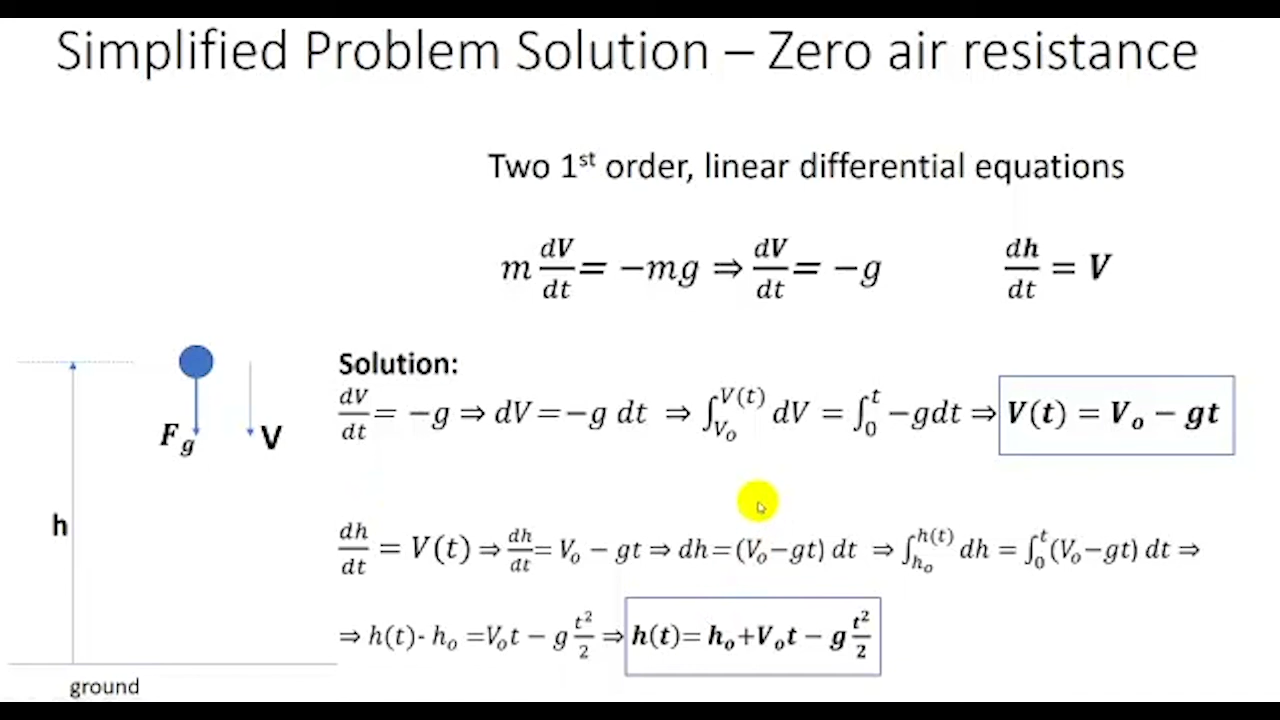 Simplified Problem Solution – Zero air resistance
Two 1st order, linear differential equations
m dV/dt = −mg ⇒ dV/dt = −g    dh/dt = V
Solution:
dV/dt = −g ⇒ dV=−g dt ⇒ ∫_{V_o}^{V(t)} dV = ∫_0^t −gdt ⇒ V(t) = V_o − gt
F_g
V
h
dh/dt = V(t) ⇒ dh/dt = V_o − gt ⇒ dh=(V_o−gt) dt ⇒ ∫_{h_o}^{h(t)} dh = ∫_0^t (V_o−gt) dt ⇒
⇒ h(t)- h_o =V_o t − g t²/2 ⇒ h(t)= h_o+V_o t − g t²/2
ground